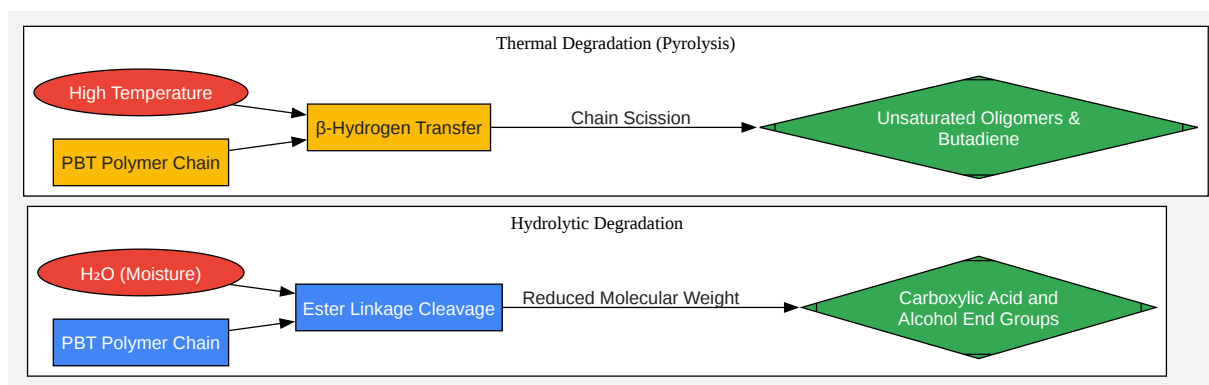 Thermal Degradation (Pyrolysis)
High Temperature
PBT Polymer Chain
β-Hydrogen Transfer
Chain Scission
Unsaturated Oligomers &
Butadiene
Hydrolytic Degradation
H₂O (Moisture)
PBT Polymer Chain
Ester Linkage Cleavage
Reduced Molecular Weight
Carboxylic Acid and
Alcohol End Groups